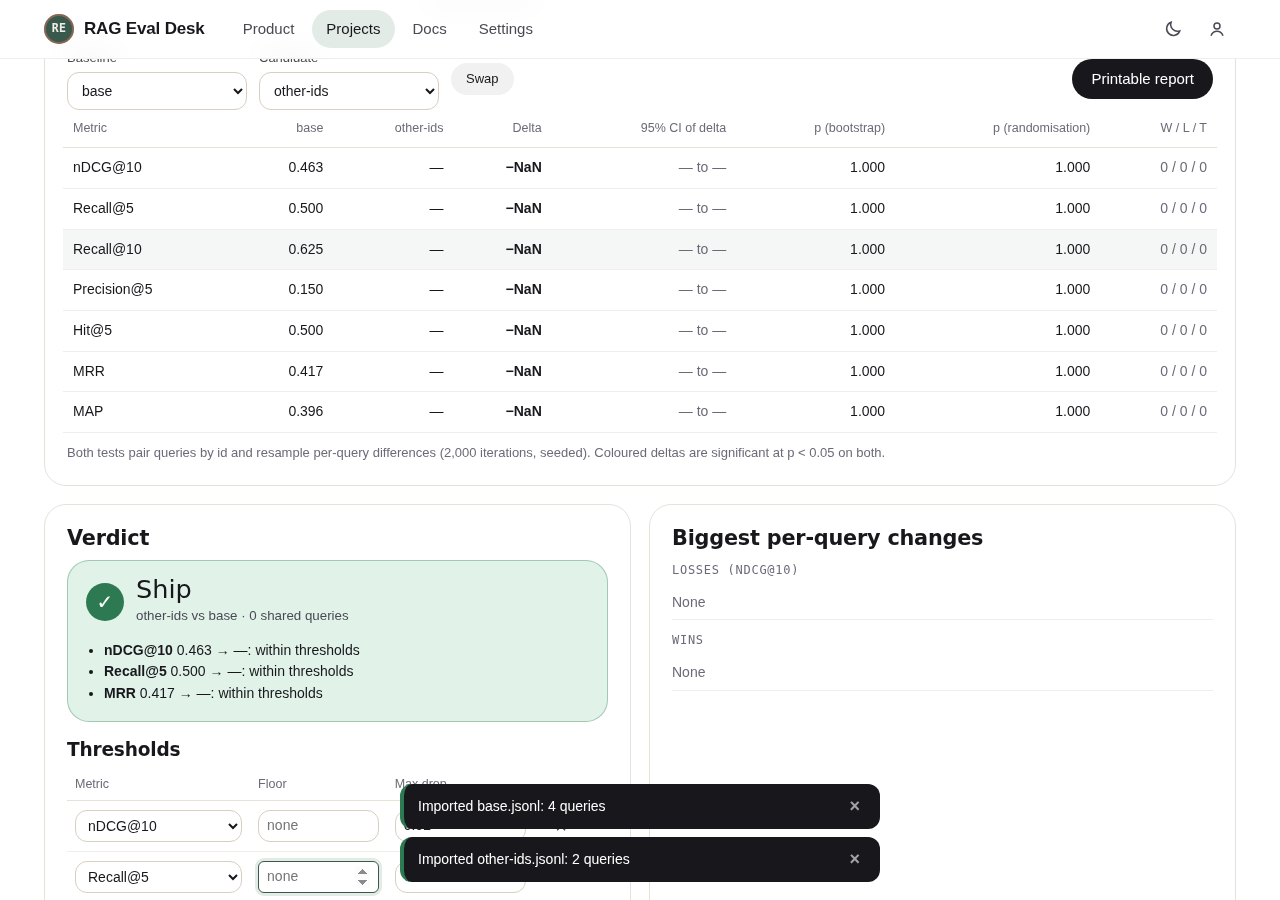 RE RAG Eval Desk Product Projects Docs Settings
Baseline Candidate
base other-ids Swap Printable report
Metric base other-ids Delta 95% CI of delta p (bootstrap) p (randomisation) W / L / T
nDCG@10 0.463 — −NaN — to — 1.000 1.000 0 / 0 / 0
Recall@5 0.500 — −NaN — to — 1.000 1.000 0 / 0 / 0
Recall@10 0.625 — −NaN — to — 1.000 1.000 0 / 0 / 0
Precision@5 0.150 — −NaN — to — 1.000 1.000 0 / 0 / 0
Hit@5 0.500 — −NaN — to — 1.000 1.000 0 / 0 / 0
MRR 0.417 — −NaN — to — 1.000 1.000 0 / 0 / 0
MAP 0.396 — −NaN — to — 1.000 1.000 0 / 0 / 0
Both tests pair queries by id and resample per-query differences (2,000 iterations, seeded). Coloured deltas are significant at p < 0.05 on both.
Verdict
✓ Ship
other-ids vs base · 0 shared queries
• nDCG@10 0.463 → —: within thresholds
• Recall@5 0.500 → —: within thresholds
• MRR 0.417 → —: within thresholds
Thresholds
Metric Floor Max drop
nDCG@10 none
Recall@5 none
Biggest per-query changes
LOSSES (NDCG@10)
None
WINS
None
Imported base.jsonl: 4 queries ×
Imported other-ids.jsonl: 2 queries ×